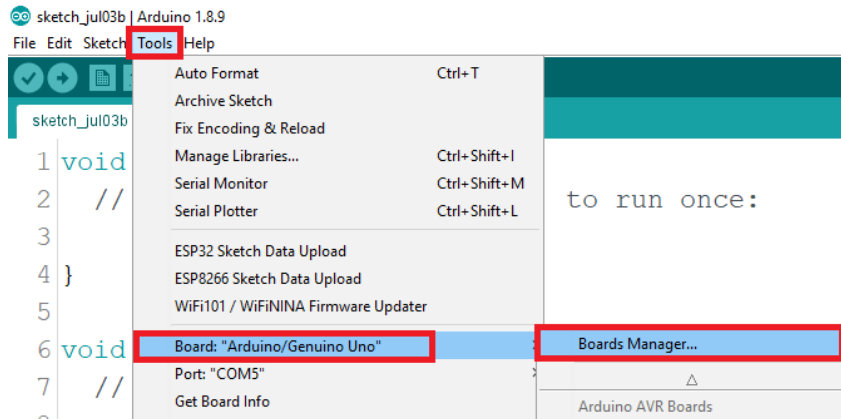 sketch_jul03b | Arduino 1.8.9
File Edit Sketch Tools Help
Auto Format Ctrl+T
Archive Sketch
sketch_jul03b
Fix Encoding & Reload
1 void
Manage Libraries... Ctrl+Shift+I
Serial Monitor Ctrl+Shift+M
2 // to run once:
Serial Plotter Ctrl+Shift+L
3
ESP32 Sketch Data Upload
4 }
ESP8266 Sketch Data Upload
WiFi101 / WiFiNINA Firmware Updater
5
6 void
Board: "Arduino/Genuino Uno" Boards Manager...
Port: "COM5"
7 //
Get Board Info
Arduino AVR Boards